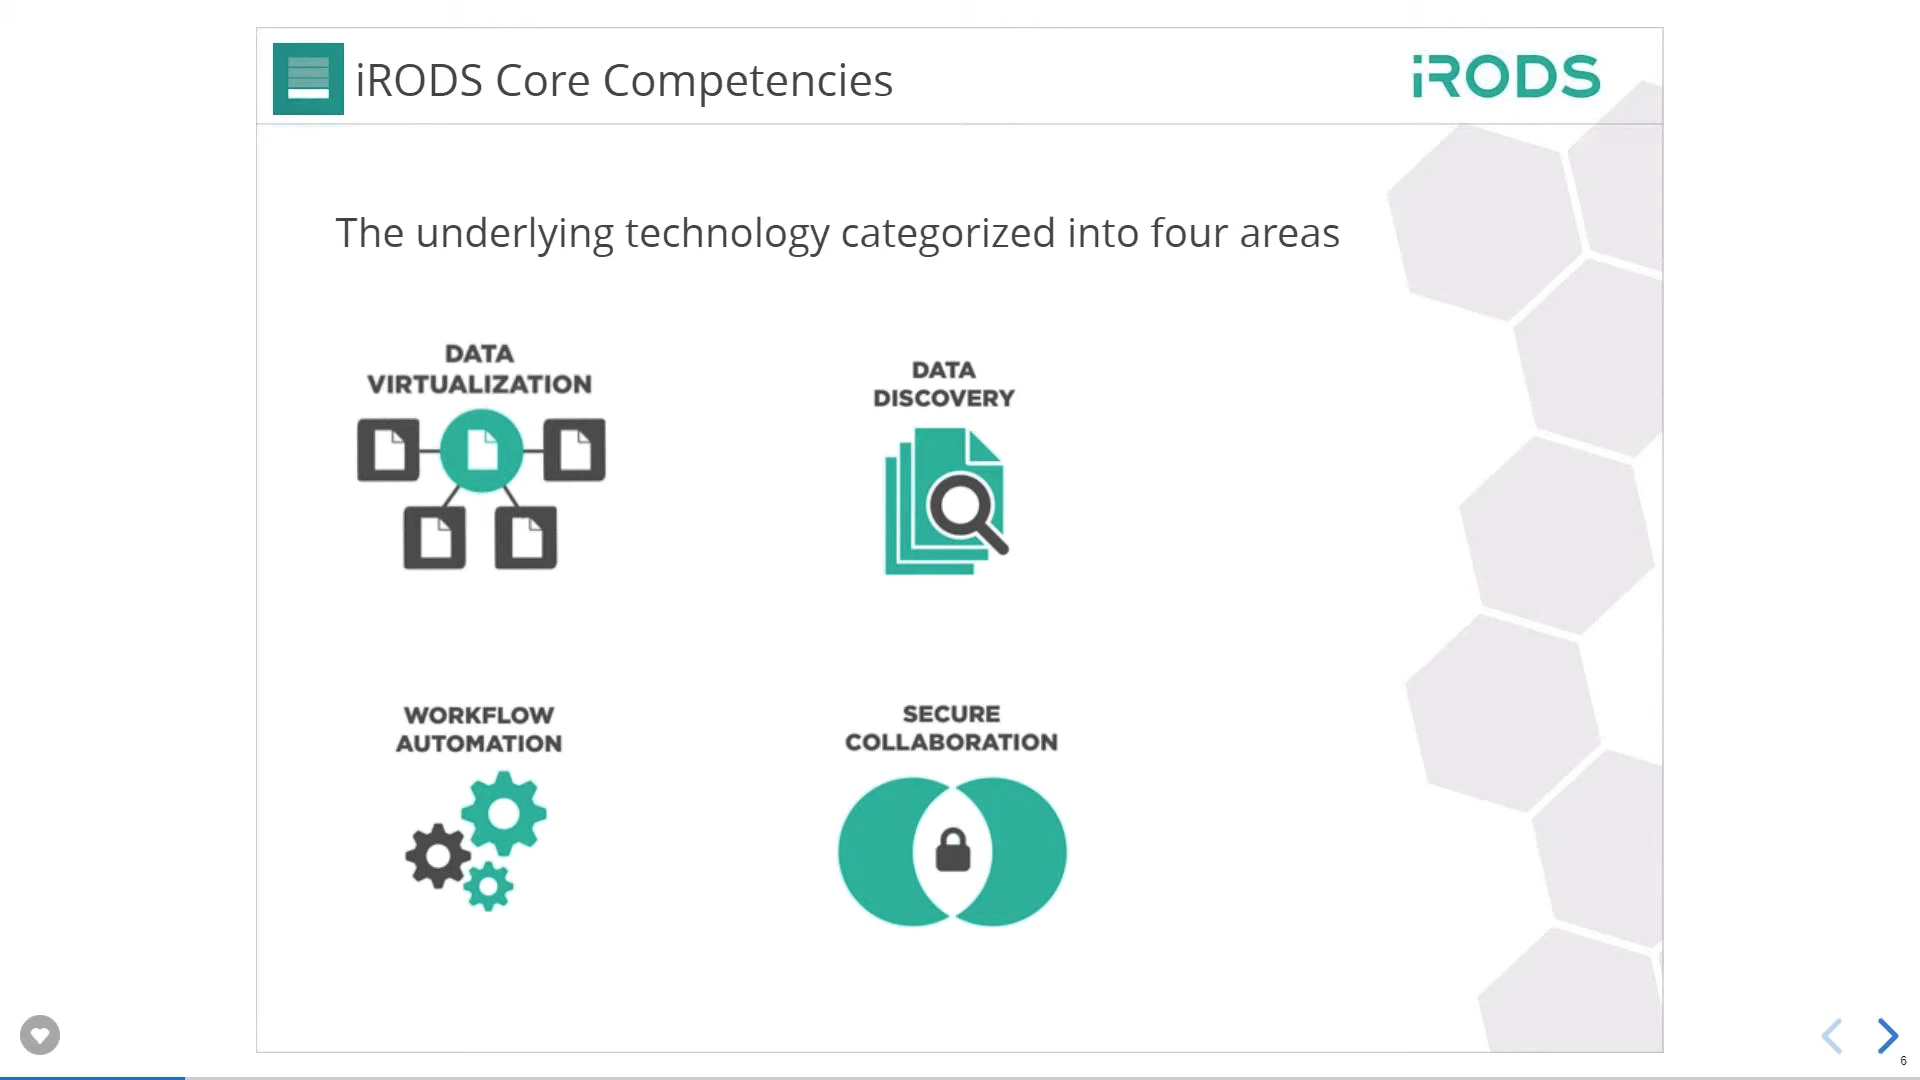 iRODS Core Competencies
iRODS
The underlying technology categorized into four areas
DATA
VIRTUALIZATION
DATA
DISCOVERY
WORKFLOW
AUTOMATION
SECURE
COLLABORATION
6